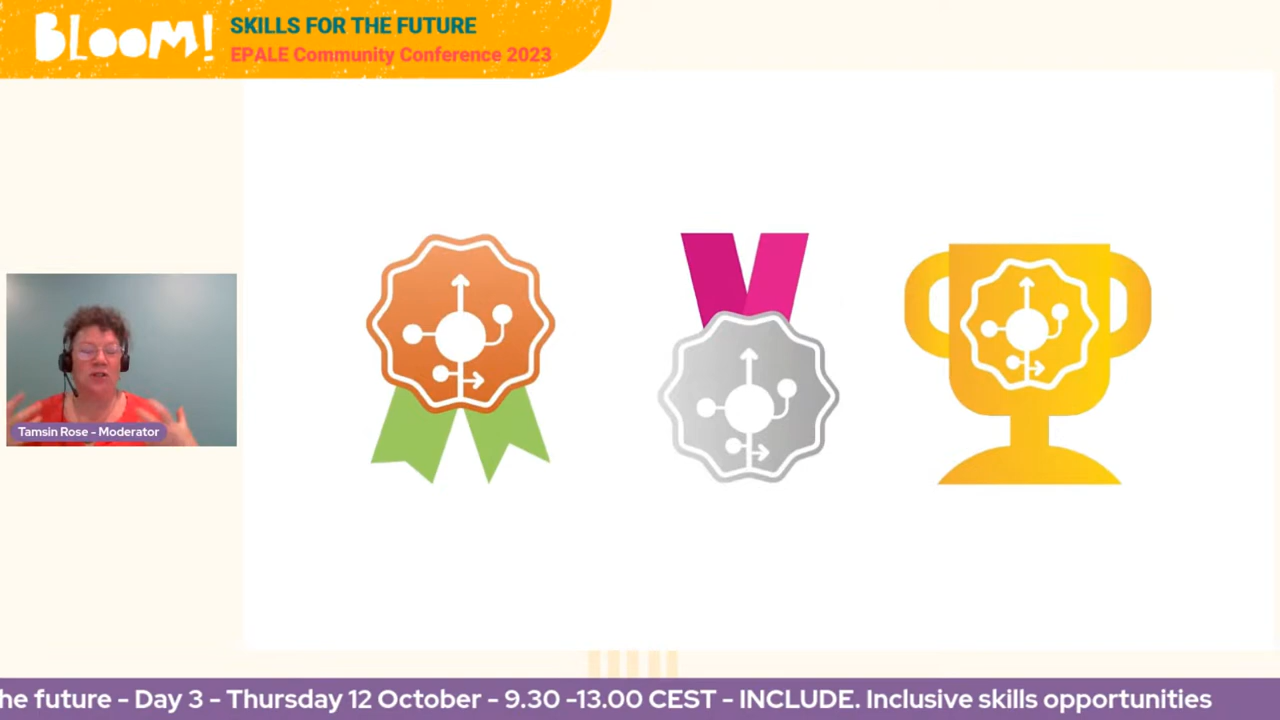 BLOOM!
SKILLS FOR THE FUTURE
EPALE Community Conference 2023
Tamsin Rose - Moderator
he future - Day 3 - Thursday 12 October - 9.30 -13.00 CEST - INCLUDE. Inclusive skills opportunities